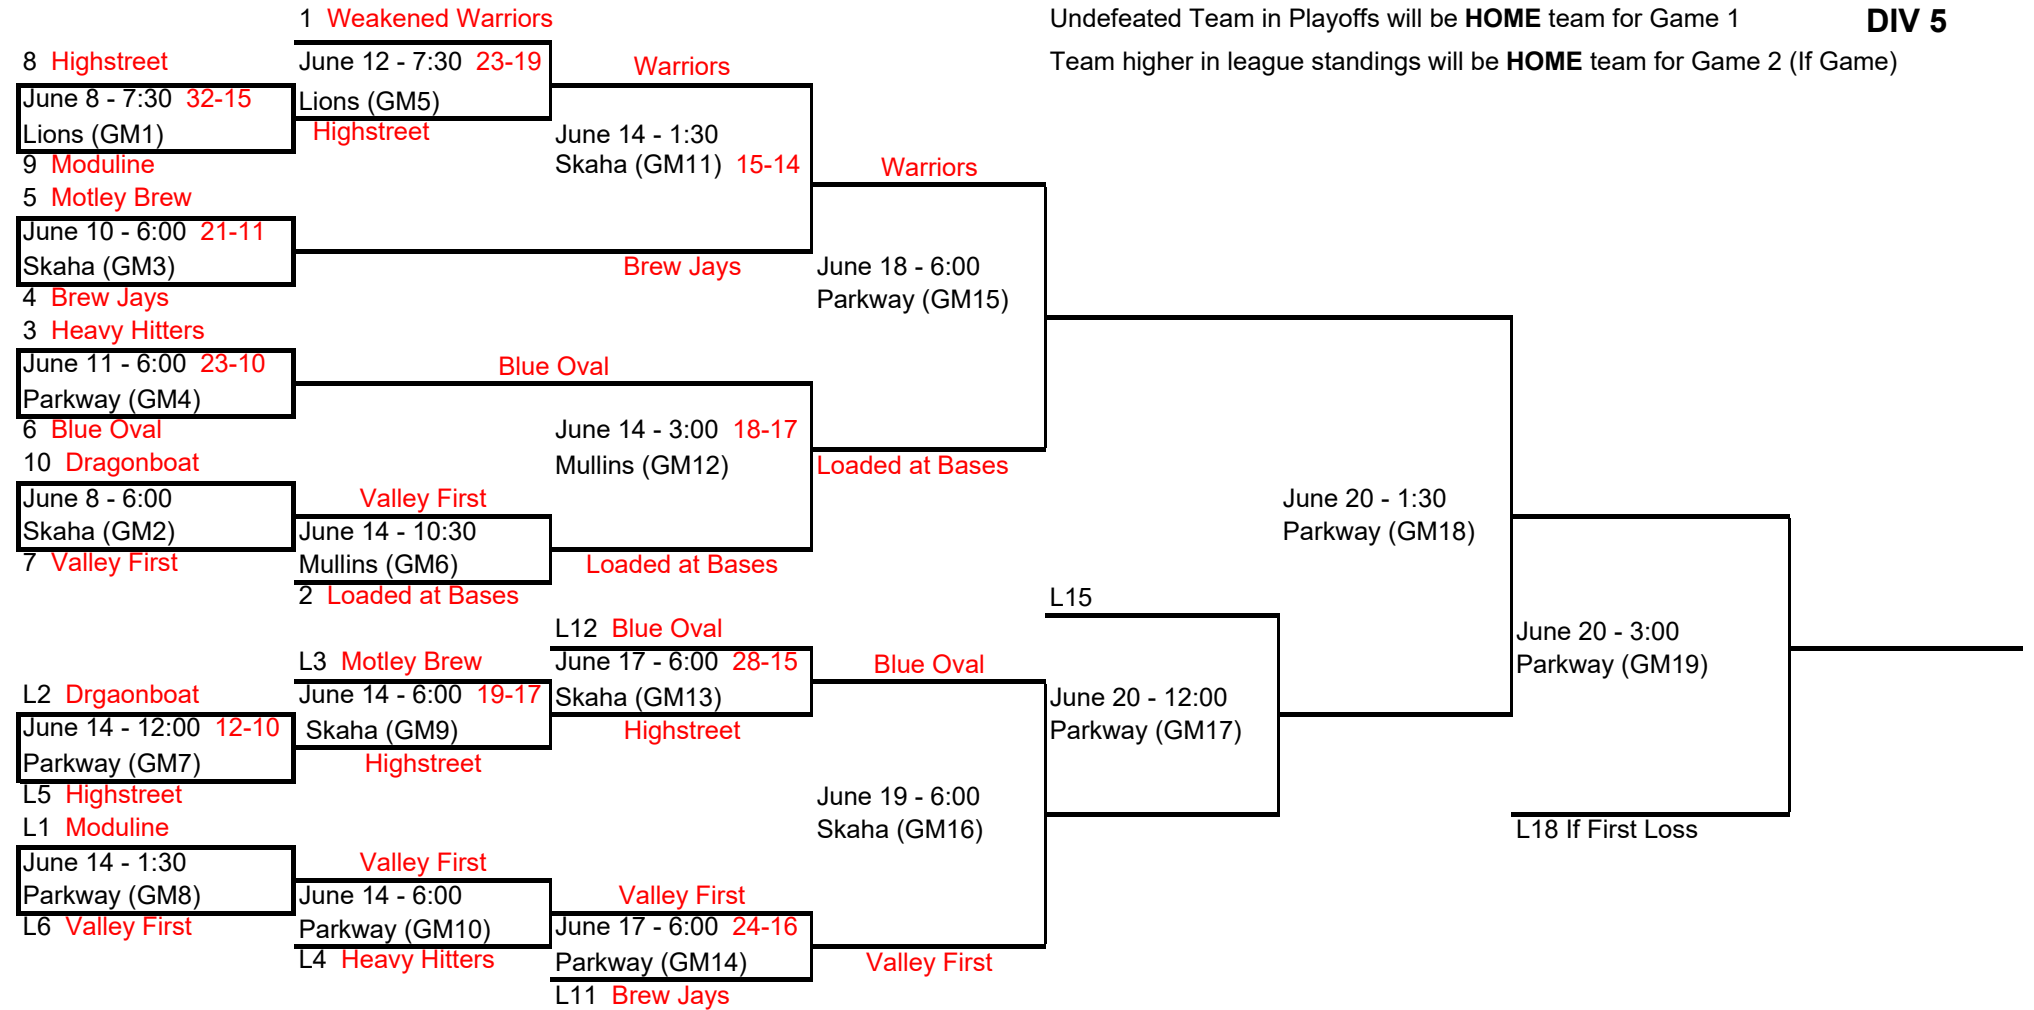 1 Weakened Warriors
Undefeated Team in Playoffs will be HOME team for Game 1
DIV 5
8 Highstreet
June 12 - 7:30 23-19
Warriors
Team higher in league standings will be HOME team for Game 2 (If Game)
June 8 - 7:30 32-15
Lions (GM5)
Lions (GM1)
Highstreet
June 14 - 1:30
9 Moduline
Skaha (GM11) 15-14
Warriors
5 Motley Brew
June 10 - 6:00 21-11
Skaha (GM3)
Brew Jays
June 18 - 6:00
4 Brew Jays
Parkway (GM15)
3 Heavy Hitters
June 11 - 6:00 23-10
Blue Oval
Parkway (GM4)
6 Blue Oval
June 14 - 3:00 18-17
10 Dragonboat
Mullins (GM12)
Loaded at Bases
June 8 - 6:00
Valley First
June 20 - 1:30
Skaha (GM2)
June 14 - 10:30
Parkway (GM18)
7 Valley First
Mullins (GM6)
Loaded at Bases
2 Loaded at Bases
L15
L12 Blue Oval
June 20 - 3:00
L3 Motley Brew
June 17 - 6:00 28-15
Blue Oval
Parkway (GM19)
L2 Drgaonboat
June 14 - 6:00 19-17
Skaha (GM13)
June 20 - 12:00
June 14 - 12:00 12-10
Skaha (GM9)
Highstreet
Parkway (GM17)
Parkway (GM7)
Highstreet
L5 Highstreet
June 19 - 6:00
L1 Moduline
Skaha (GM16)
L18 If First Loss
June 14 - 1:30
Valley First
Parkway (GM8)
June 14 - 6:00
Valley First
L6 Valley First
Parkway (GM10)
June 17 - 6:00 24-16
L4 Heavy Hitters
Parkway (GM14)
Valley First
L11 Brew Jays